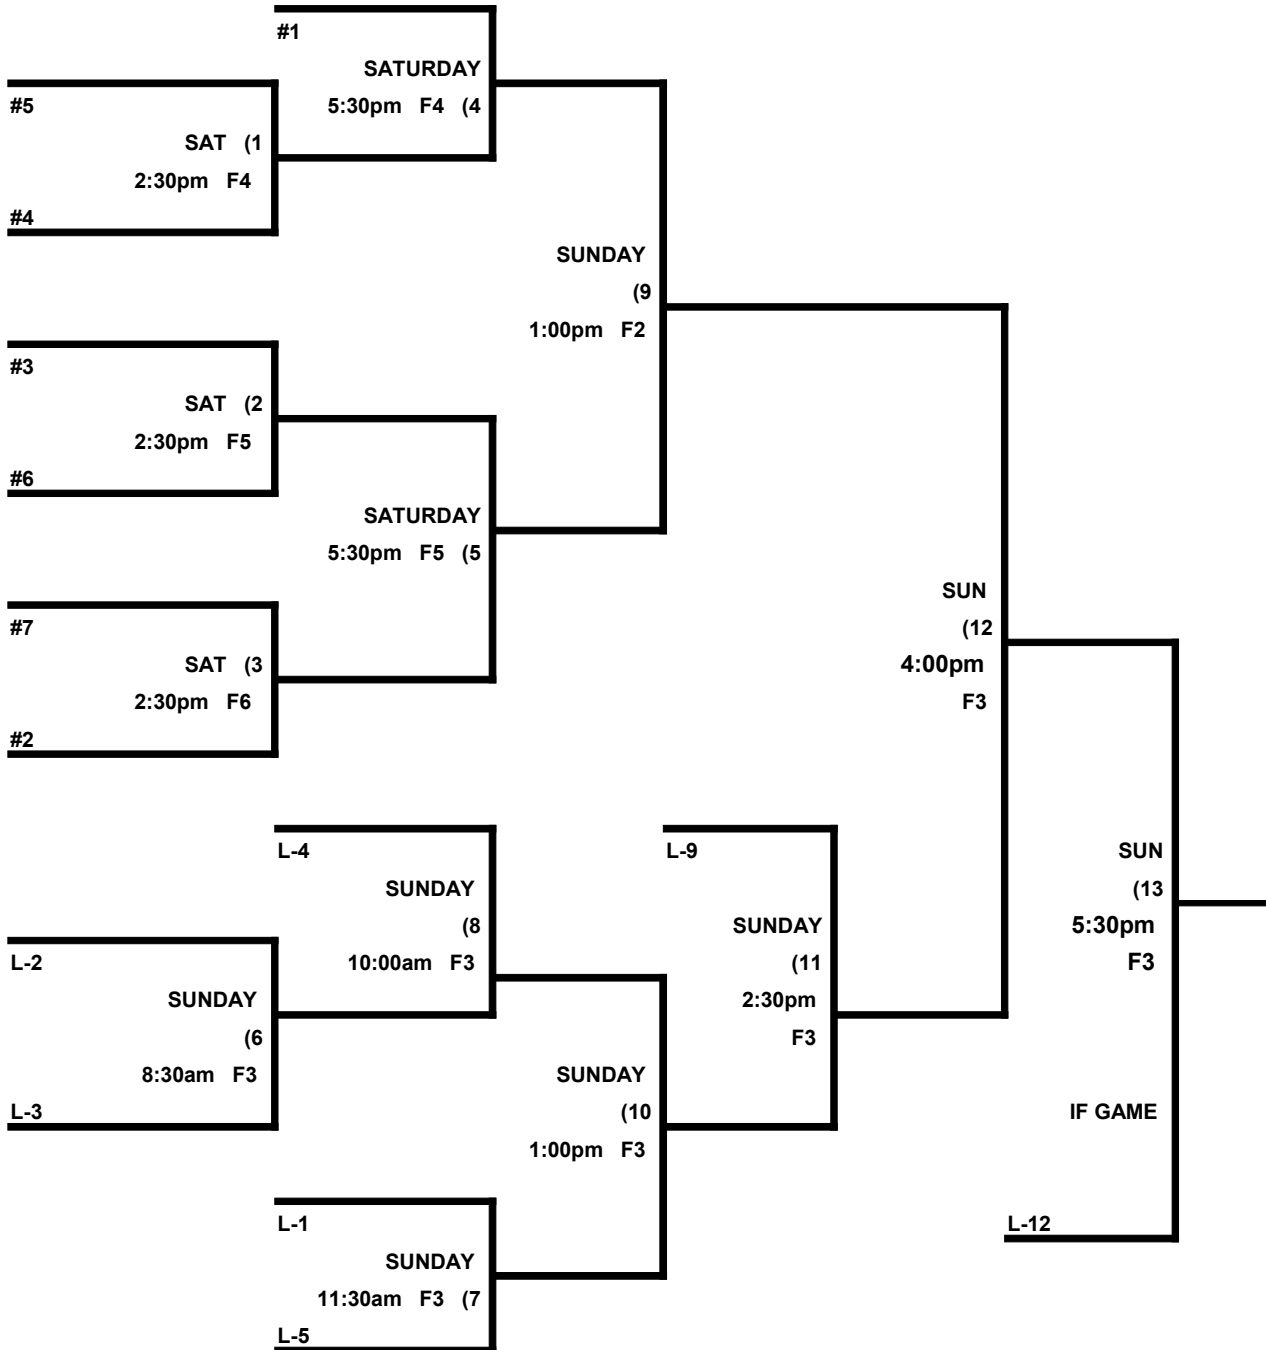 #1
SATURDAY
#5
5:30pm F4 (4
SAT (1
2:30pm F4
#4
SUNDAY
(9
1:00pm F2
#3
SAT (2
2:30pm F5
#6
SATURDAY
5:30pm F5 (5
SUN
#7
(12
SAT (3
4:00pm
2:30pm F6
F3
#2
L-4
L-9
SUN
SUNDAY
(13
(8
SUNDAY
5:30pm
L-2
10:00am F3
(11
F3
SUNDAY
2:30pm
(6
F3
8:30am F3
SUNDAY
L-3
(10
IF GAME
1:00pm F3
L-1
L-12
SUNDAY
11:30am F3 (7
L-5